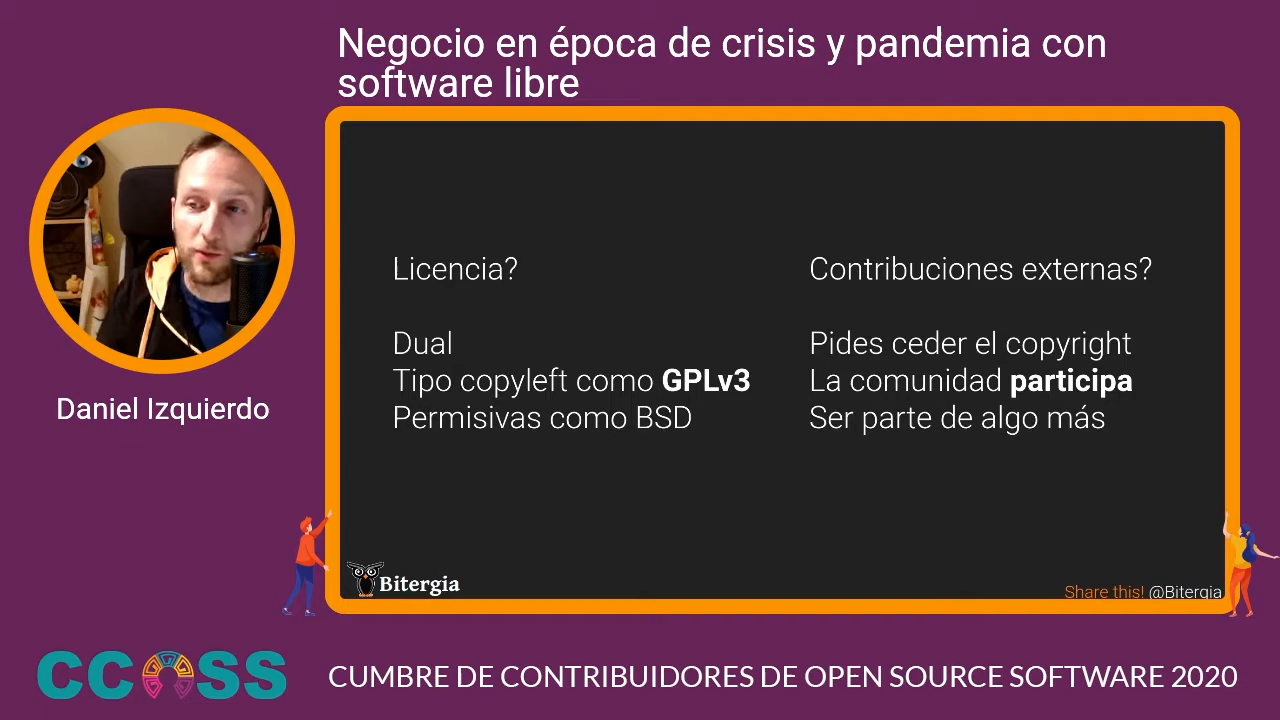 Negocio en época de crisis y pandemia con
software libre
Daniel Izquierdo
Licencia?
Dual
Tipo copyleft como GPLv3
Permisivas como BSD
Contribuciones externas?
Pides ceder el copyright
La comunidad participa
Ser parte de algo más
Bitergia
Share this! @Bitergia
CCOSS
CUMBRE DE CONTRIBUIDORES DE OPEN SOURCE SOFTWARE 2020